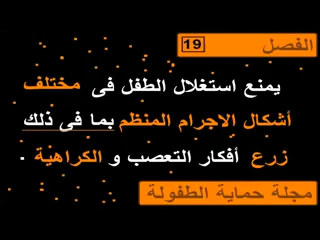 الفصل 19
يمنع استغلال الطفل فى مختلف
أشكال الاجرام المنظم بما فى ذلك
زرع أفكار التعصب و الكراهية .
مجلة حماية الطفولة